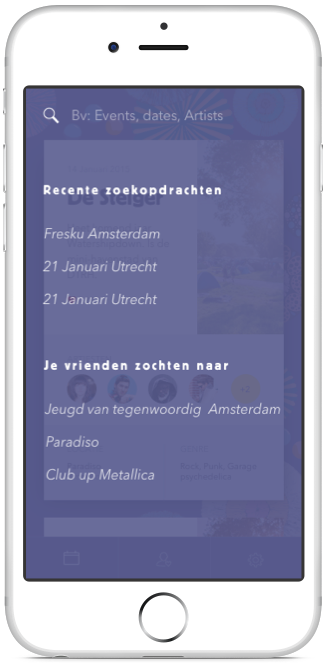 Bv: Events, dates, Artists
De Steiger
Recente zoekopdrachten
Fresku Amsterdam
21 Januari Utrecht
21 Januari Utrecht
Je vrienden zochten naar
Jeugd van tegenwoordig Amsterdam
Paradiso
Club up Metallica